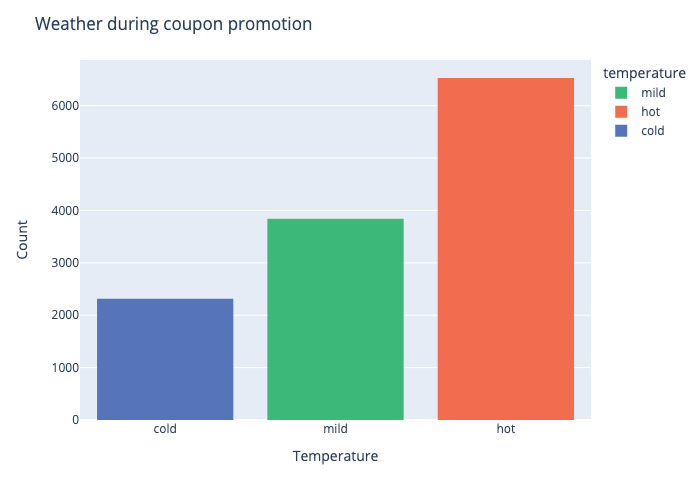 Weather during coupon promotion
temperature
mild
hot
cold
Count
6000
5000
4000
3000
2000
1000
0
cold
mild
hot
Temperature